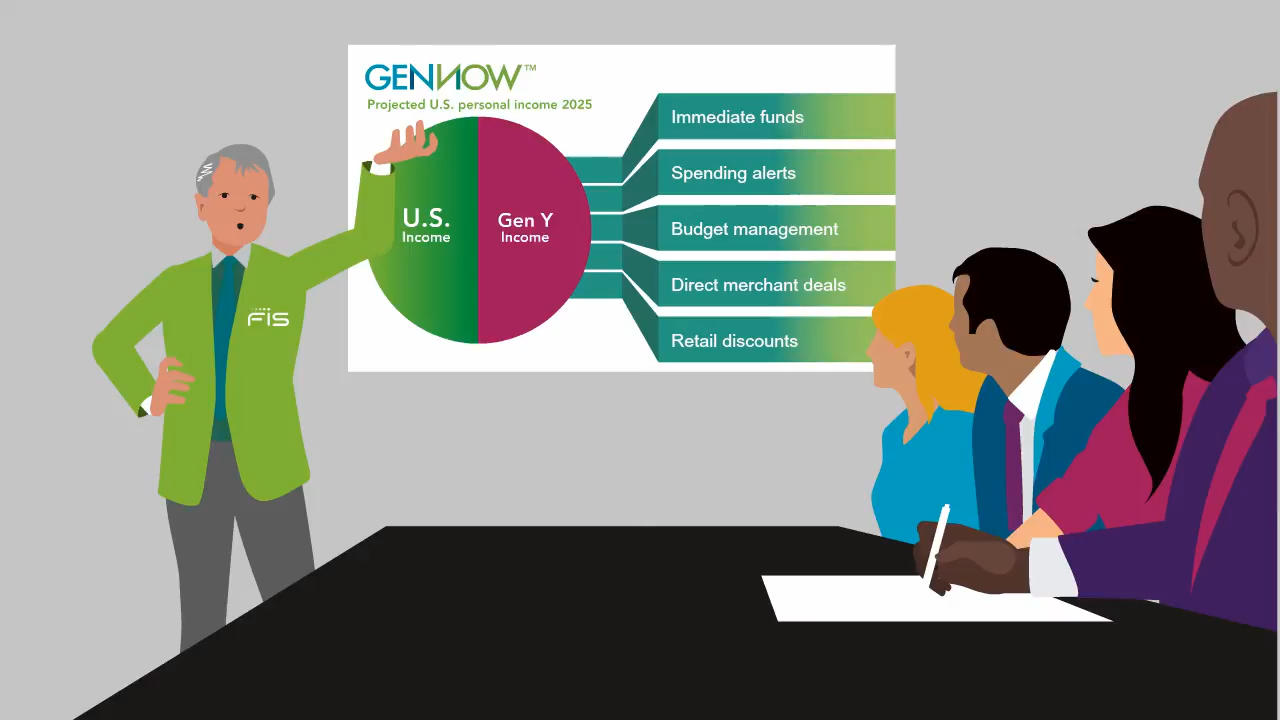 GENNOW™
Projected U.S. personal income 2025
U.S.
Income
Gen Y
Income
Immediate funds
Spending alerts
Budget management
Direct merchant deals
Retail discounts
FIS